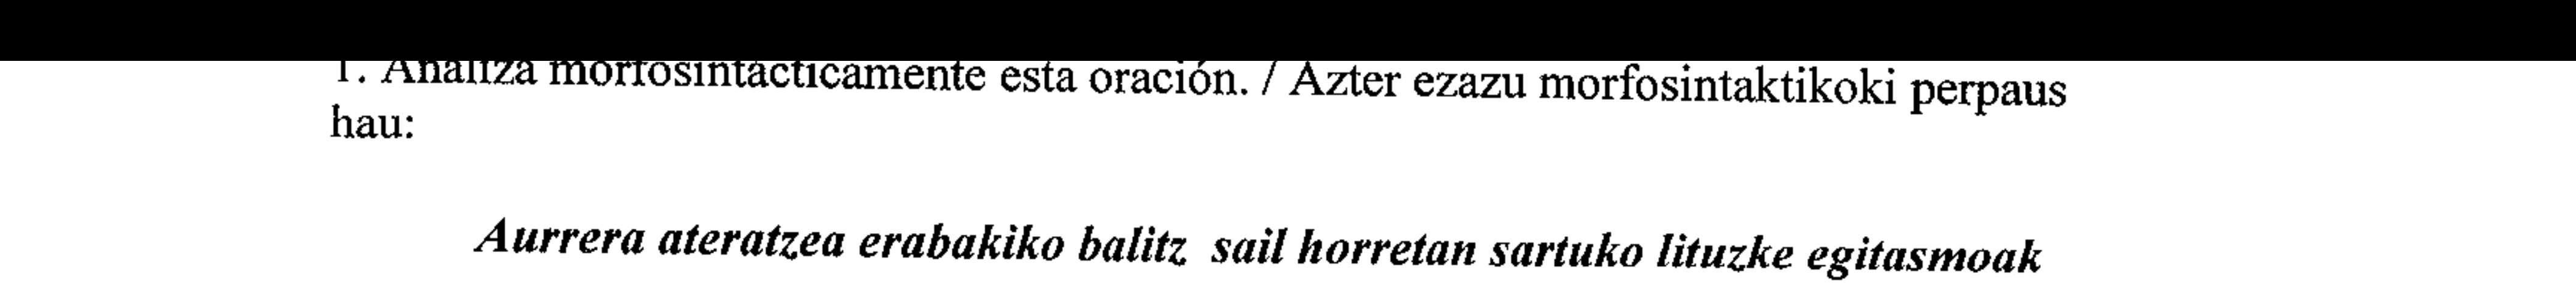 1. Analiza morfosintácticamente esta oración. / Azter ezazu morfosintaktikoki perpaus
hau:
Aurrera ateratzea erabakiko balitz sail horretan sartuko lituzke egitasmoak